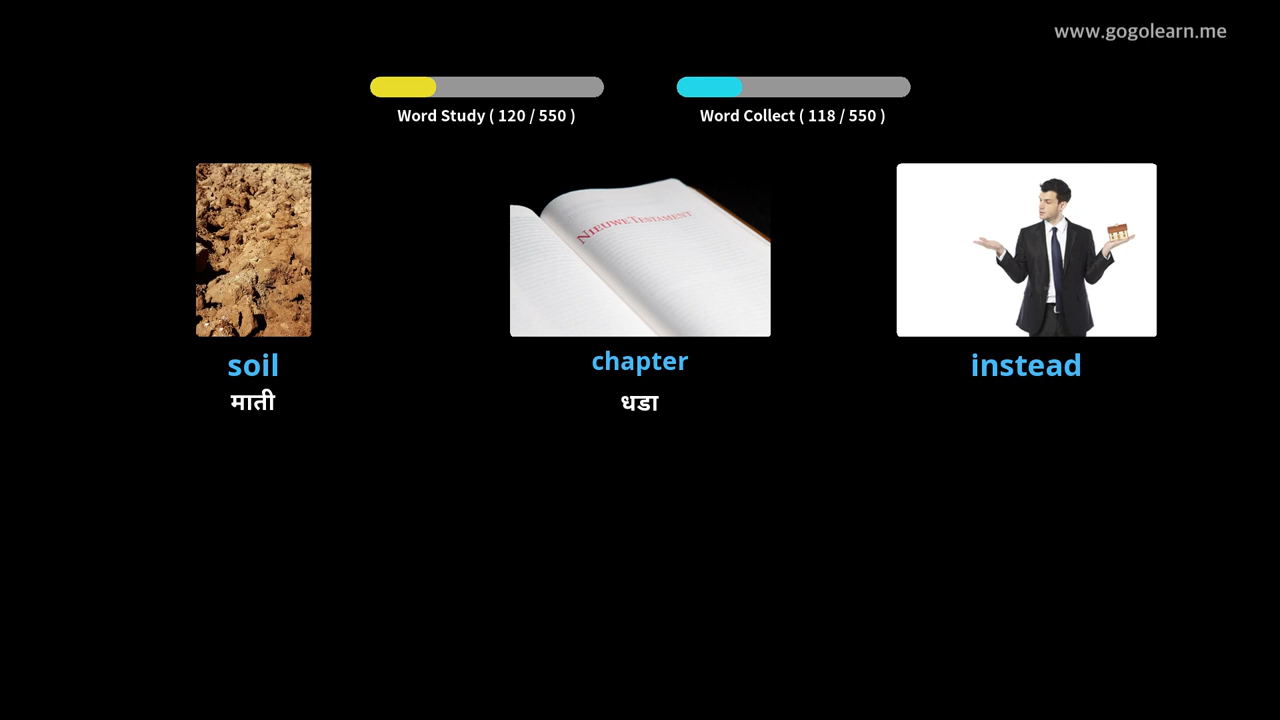 www.gogolearn.me
Word Study ( 120 / 550 )
Word Collect ( 118 / 550 )
NIEUWE TESTAMENT
soil
chapter
instead
माती
धडा